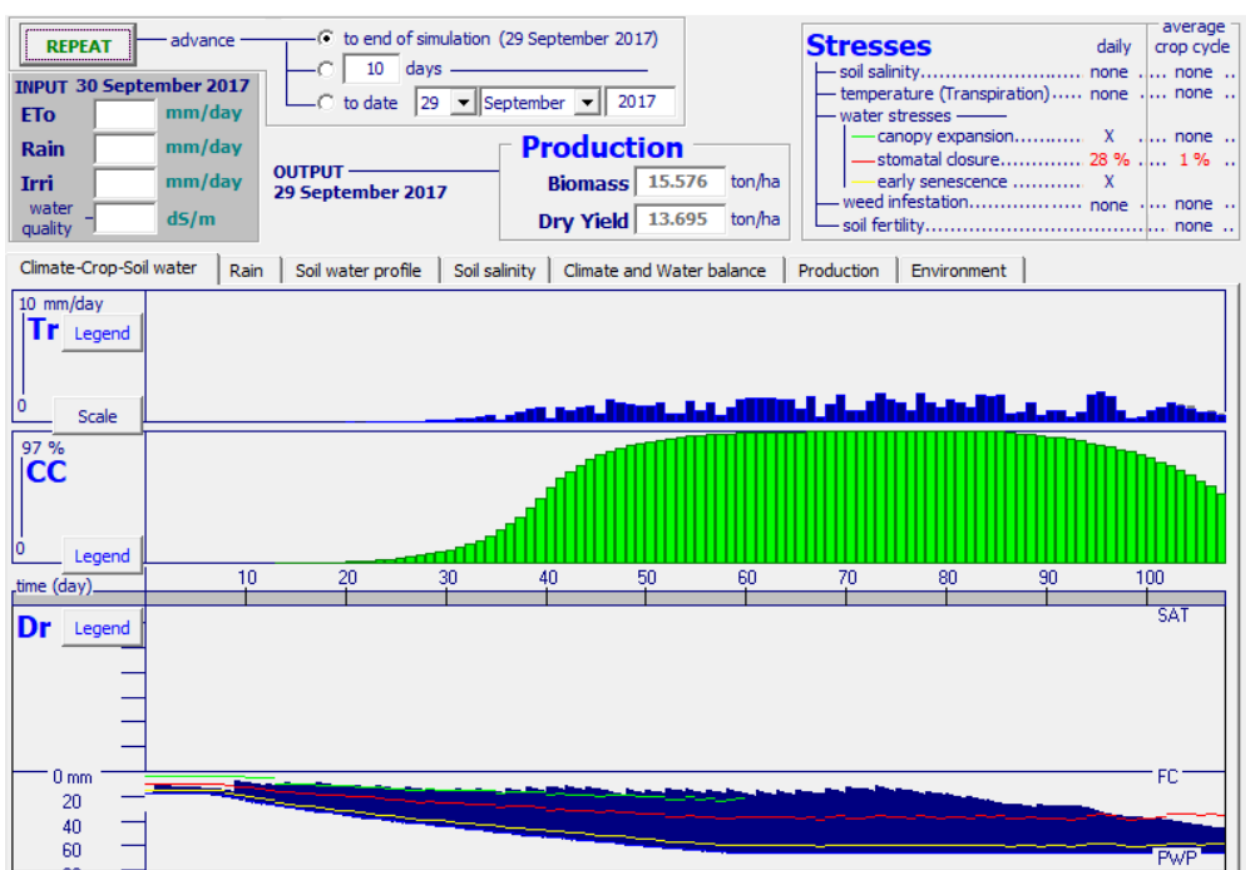 REPEAT
advance
to end of simulation (29 September 2017)
10 days
to date 29 September 2017
INPUT 30 September 2017
ETo mm/day
Rain mm/day
Irri mm/day
water quality dS/m
OUTPUT
29 September 2017
Production
Biomass 15.576 ton/ha
Dry Yield 13.695 ton/ha
Stresses daily average crop cycle
soil salinity........................ none .... none ..
temperature (Transpiration)..... none .... none ..
water stresses
canopy expansion........... X .... none ..
stomatal closure............. 28 % .... 1 % ..
early senescence ........... X
weed infestation.................... none .... none ..
soil fertility............................................ none ..
Climate-Crop-Soil water Rain Soil water profile Soil salinity Climate and Water balance Production Environment
10 mm/day
Tr Legend
0
Scale
97 %
CC
0
Legend
time (day) 10 20 30 40 50 60 70 80 90 100
Dr Legend
SAT
0 mm FC
20
40
60
PWP